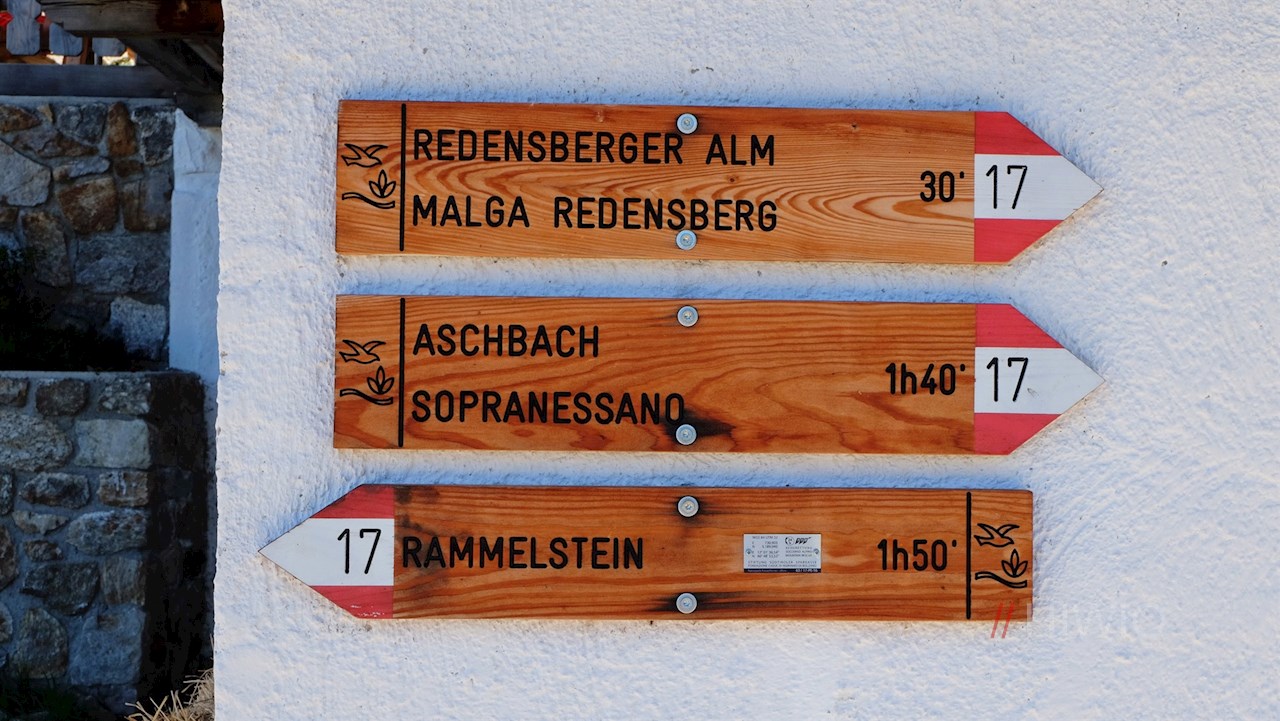 REDENSBERGER ALM
MALGA REDENSBERG
30'
17
ASCHBACH
SOPRANESSANO
1h40'
17
17
RAMMELSTEIN
1h50'